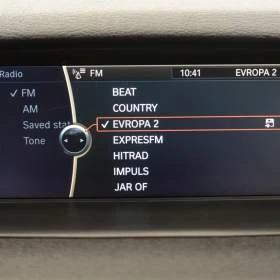 Radio
FM 10:41 EVROPA 2
✓ FM
AM
Saved stat
Tone
BEAT
COUNTRY
✓ EVROPA 2
EXPRESFM
HITRAD
IMPULS
JAR OF